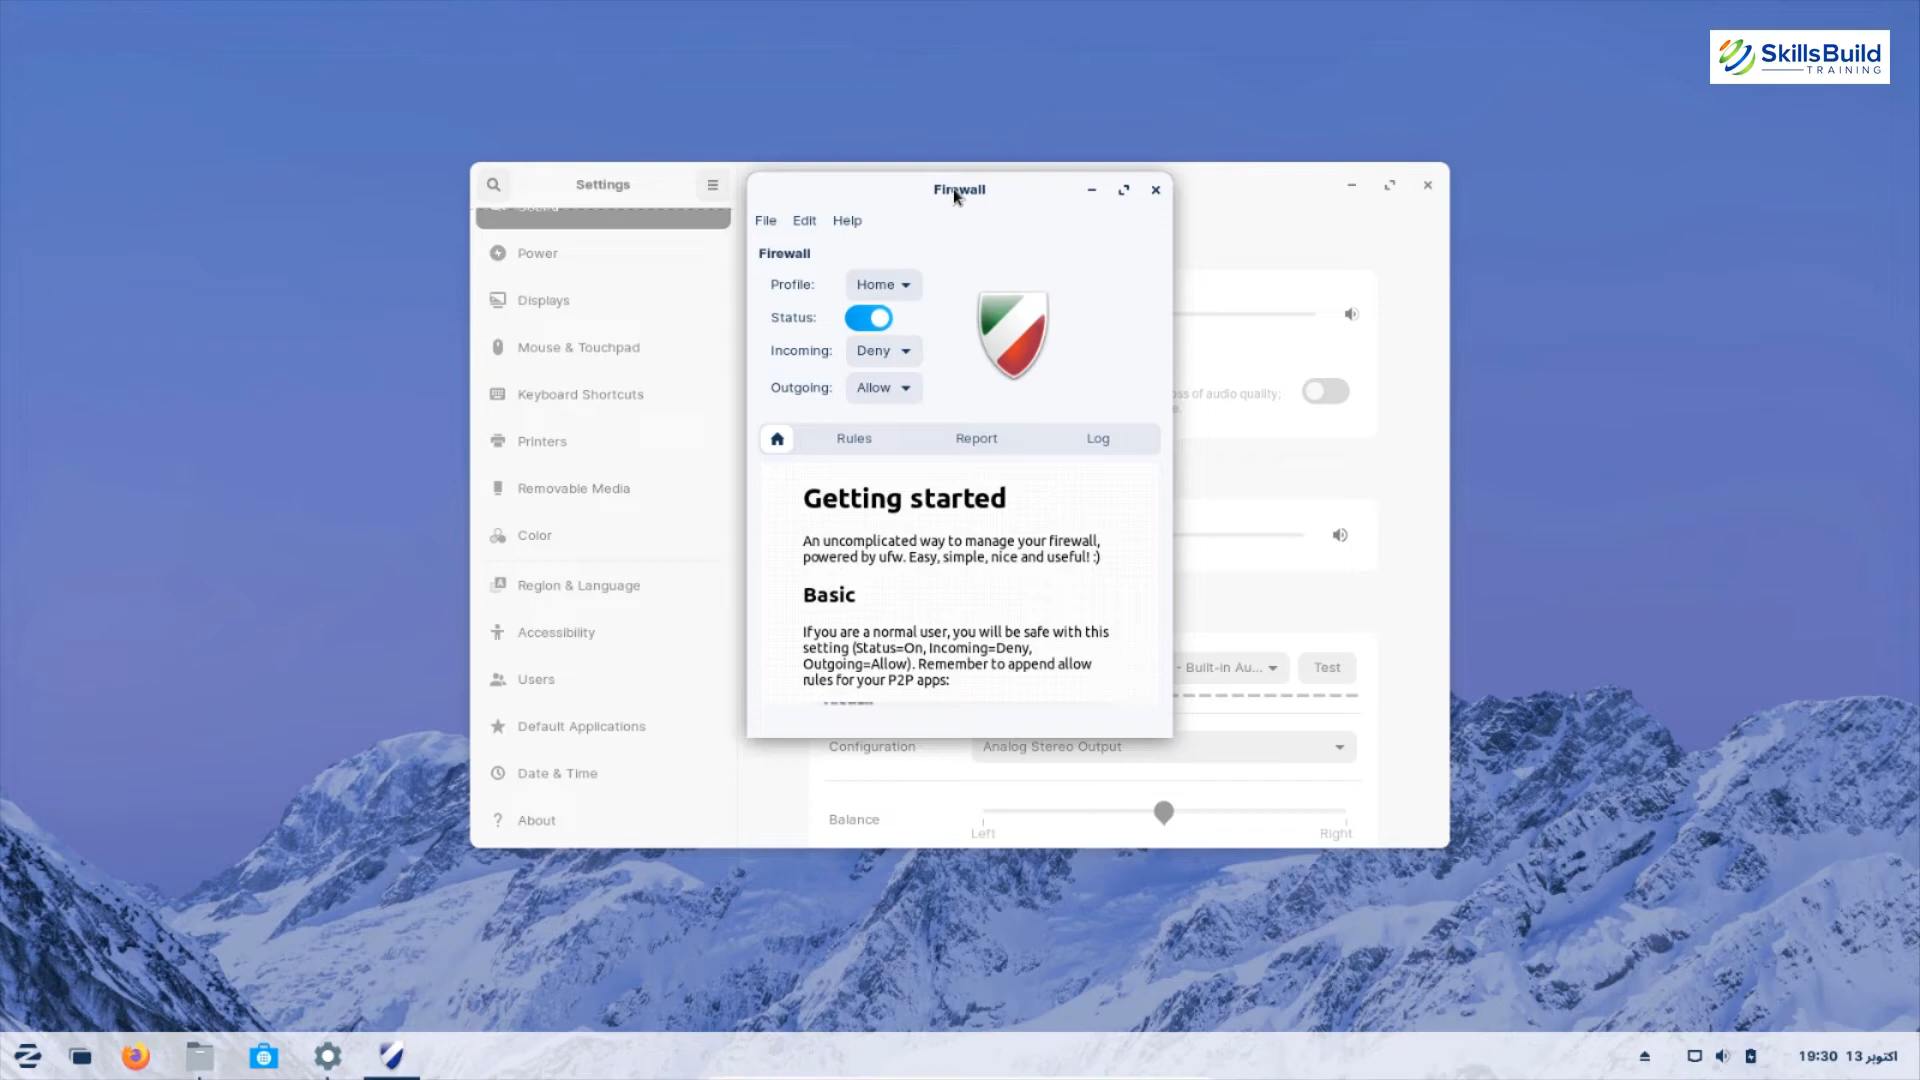 SkillsBuild
TRAINING
Settings
Power
Displays
Mouse & Touchpad
Keyboard Shortcuts
Printers
Removable Media
Color
Region & Language
Accessibility
Users
Default Applications
Date & Time
About
Firewall
File Edit Help
Firewall
Profile: Home
Status:
Incoming: Deny
Outgoing: Allow
Rules Report Log
Getting started
An uncomplicated way to manage your firewall,
powered by ufw. Easy, simple, nice and useful! :)
Basic
If you are a normal user, you will be safe with this
setting (Status=On, Incoming=Deny,
Outgoing=Allow). Remember to append allow
rules for your P2P apps:
of audio quality;
- Built-in Au... Test
Configuration Analog Stereo Output
Balance
Left Right
19:30 اکتوبر 13